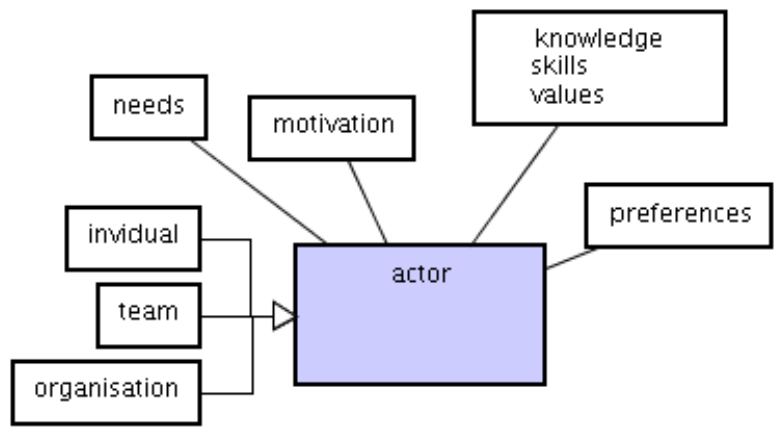 knowledge
skills
values
needs
motivation
preferences
invidual
actor
team
organisation